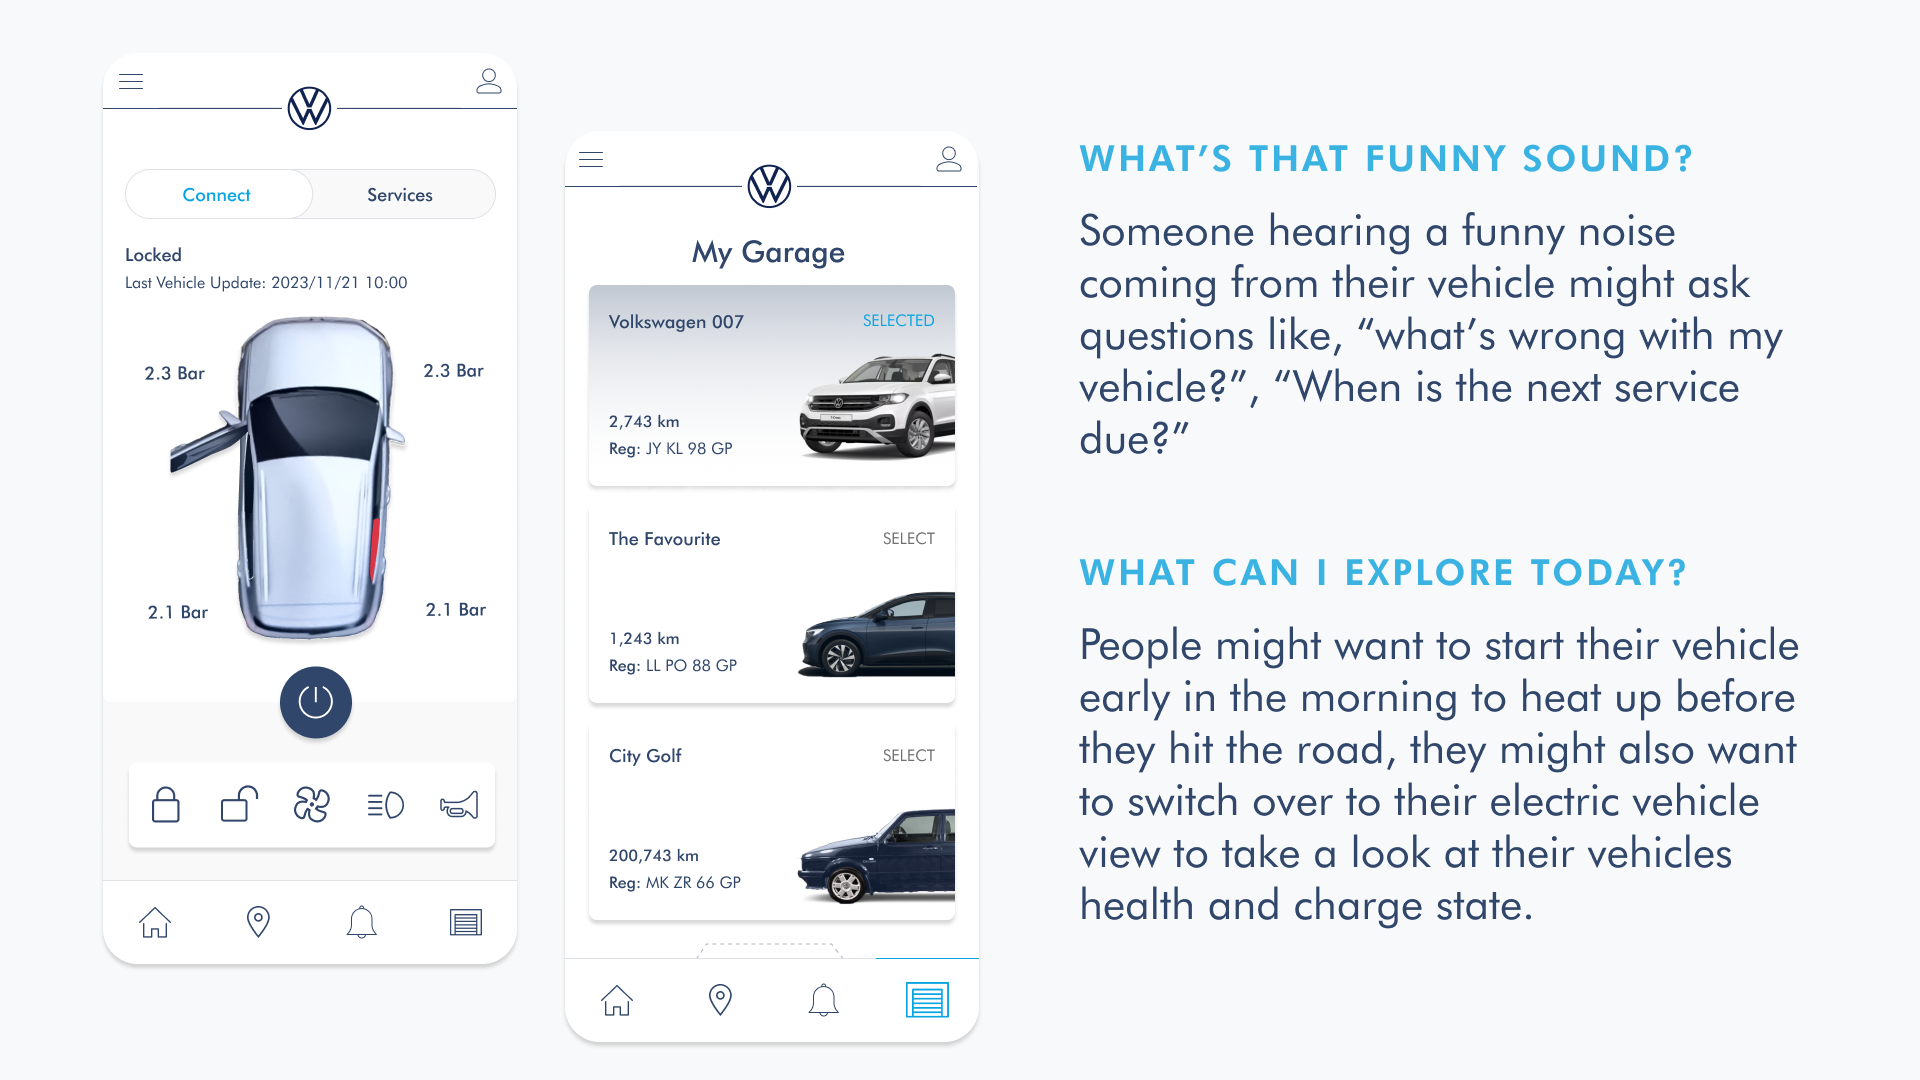 Connect
Services
Locked
Last Vehicle Update: 2023/11/21 10:00
2.3 Bar
2.3 Bar
2.1 Bar
2.1 Bar
My Garage
Volkswagen 007
SELECTED
2,743 km
Reg: JY KL 98 GP
The Favourite
SELECT
1,243 km
Reg: LL PO 88 GP
City Golf
SELECT
200,743 km
Reg: MK ZR 66 GP
WHAT’S THAT FUNNY SOUND?
Someone hearing a funny noise
coming from their vehicle might ask
questions like, “what’s wrong with my
vehicle?”, “When is the next service
due?”
WHAT CAN I EXPLORE TODAY?
People might want to start their vehicle
early in the morning to heat up before
they hit the road, they might also want
to switch over to their electric vehicle
view to take a look at their vehicles
health and charge state.